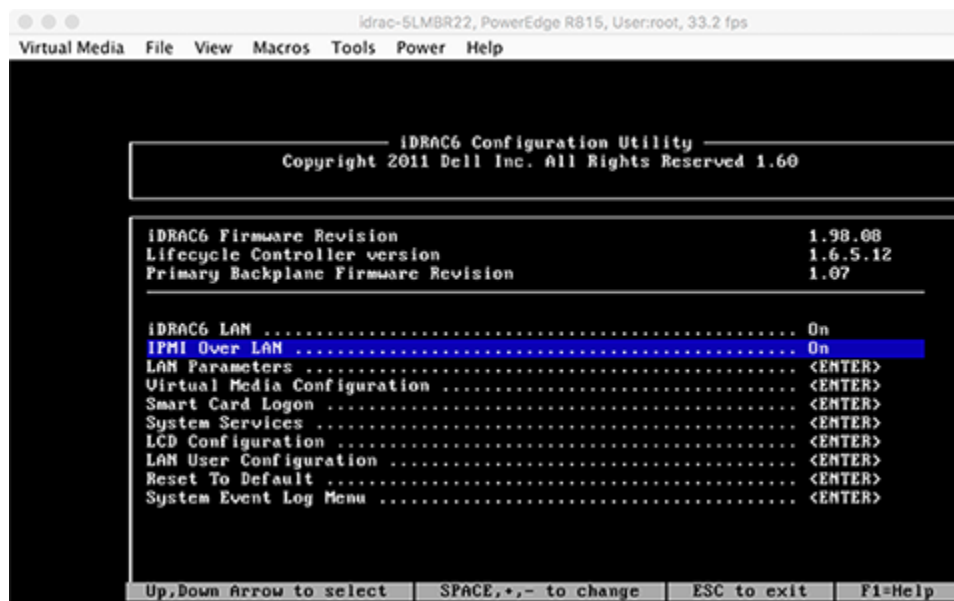 idrac-5LMBR22, PowerEdge R815, User:root, 33.2 fps
Virtual Media File View Macros Tools Power Help
iDRAC6 Configuration Utility
Copyright 2011 Dell Inc. All Rights Reserved 1.60
iDRAC6 Firmware Revision 1.98.08
Lifecycle Controller version 1.6.5.12
Primary Backplane Firmware Revision 1.07
iDRAC6 LAN ................................................... On
IPMI Over LAN ................................................ On
LAN Parameters ............................................... <ENTER>
Virtual Media Configuration .................................. <ENTER>
Smart Card Logon ............................................. <ENTER>
System Services .............................................. <ENTER>
LCD Configuration ............................................ <ENTER>
LAN User Configuration ....................................... <ENTER>
Reset To Default ............................................. <ENTER>
System Event Log Menu ........................................ <ENTER>
Up,Down Arrow to select SPACE,+,- to change ESC to exit F1=Help